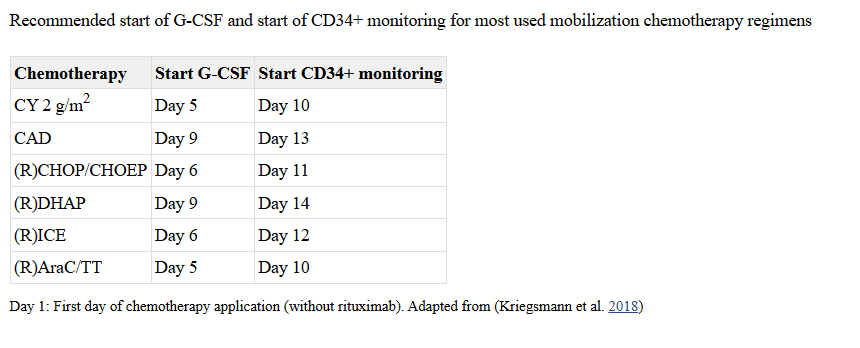 Recommended start of G-CSF and start of CD34+ monitoring for most used mobilization chemotherapy regimens
Chemotherapy Start G-CSF Start CD34+ monitoring
CY 2 g/m² Day 5 Day 10
CAD Day 9 Day 13
(R)CHOP/CHOEP Day 6 Day 11
(R)DHAP Day 9 Day 14
(R)ICE Day 6 Day 12
(R)AraC/TT Day 5 Day 10
Day 1: First day of chemotherapy application (without rituximab). Adapted from (Kriegsmann et al. 2018)